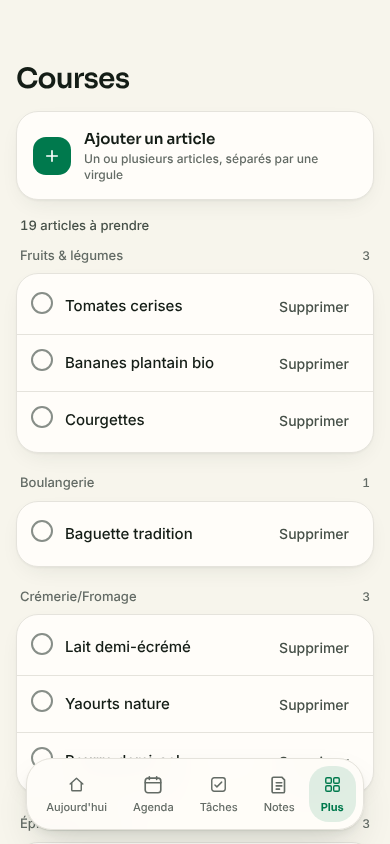 Courses
Ajouter un article
Un ou plusieurs articles, séparés par une
virgule
19 articles à prendre
Fruits & légumes 3
Tomates cerises Supprimer
Bananes plantain bio Supprimer
Courgettes Supprimer
Boulangerie 1
Baguette tradition Supprimer
Crémerie/Fromage 3
Lait demi-écrémé Supprimer
Yaourts nature Supprimer
Aujourd'hui Agenda Tâches Notes Plus
3